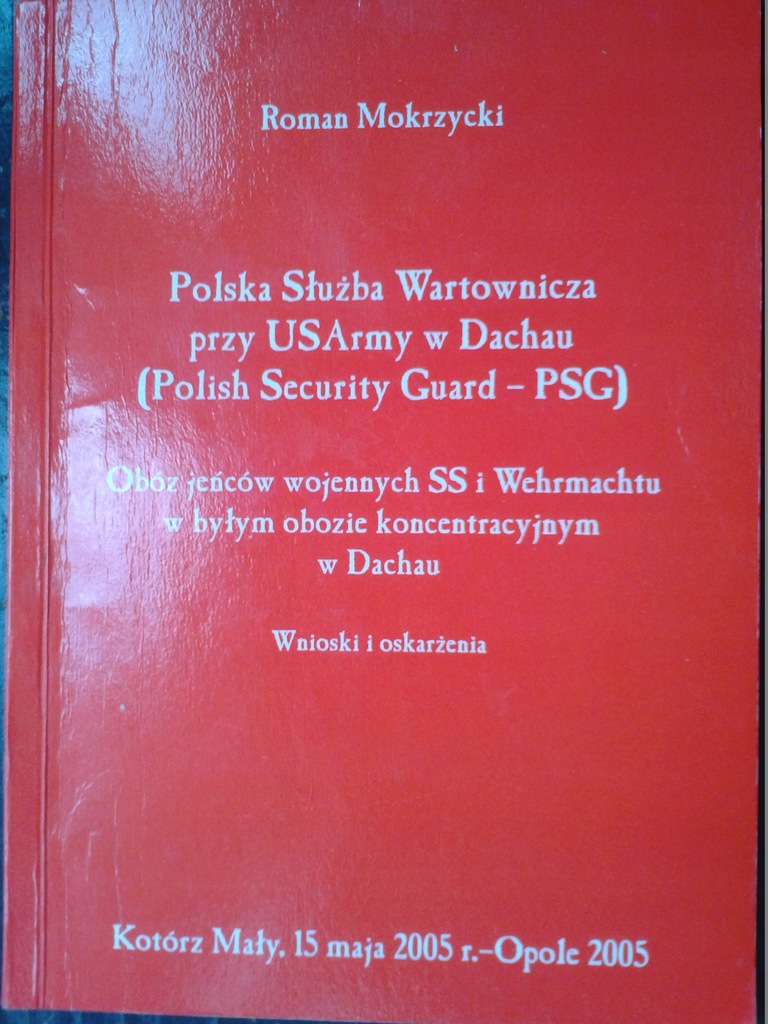 Roman Mokrzycki
Polska Służba Wartownicza
przy USArmy w Dachau
(Polish Security Guard – PSG)
Obóz jeńców wojennych SS i Wehrmachtu
w byłym obozie koncentracyjnym
w Dachau
Wnioski i oskarżenia
Kotórz Mały, 15 maja 2005 r.–Opole 2005